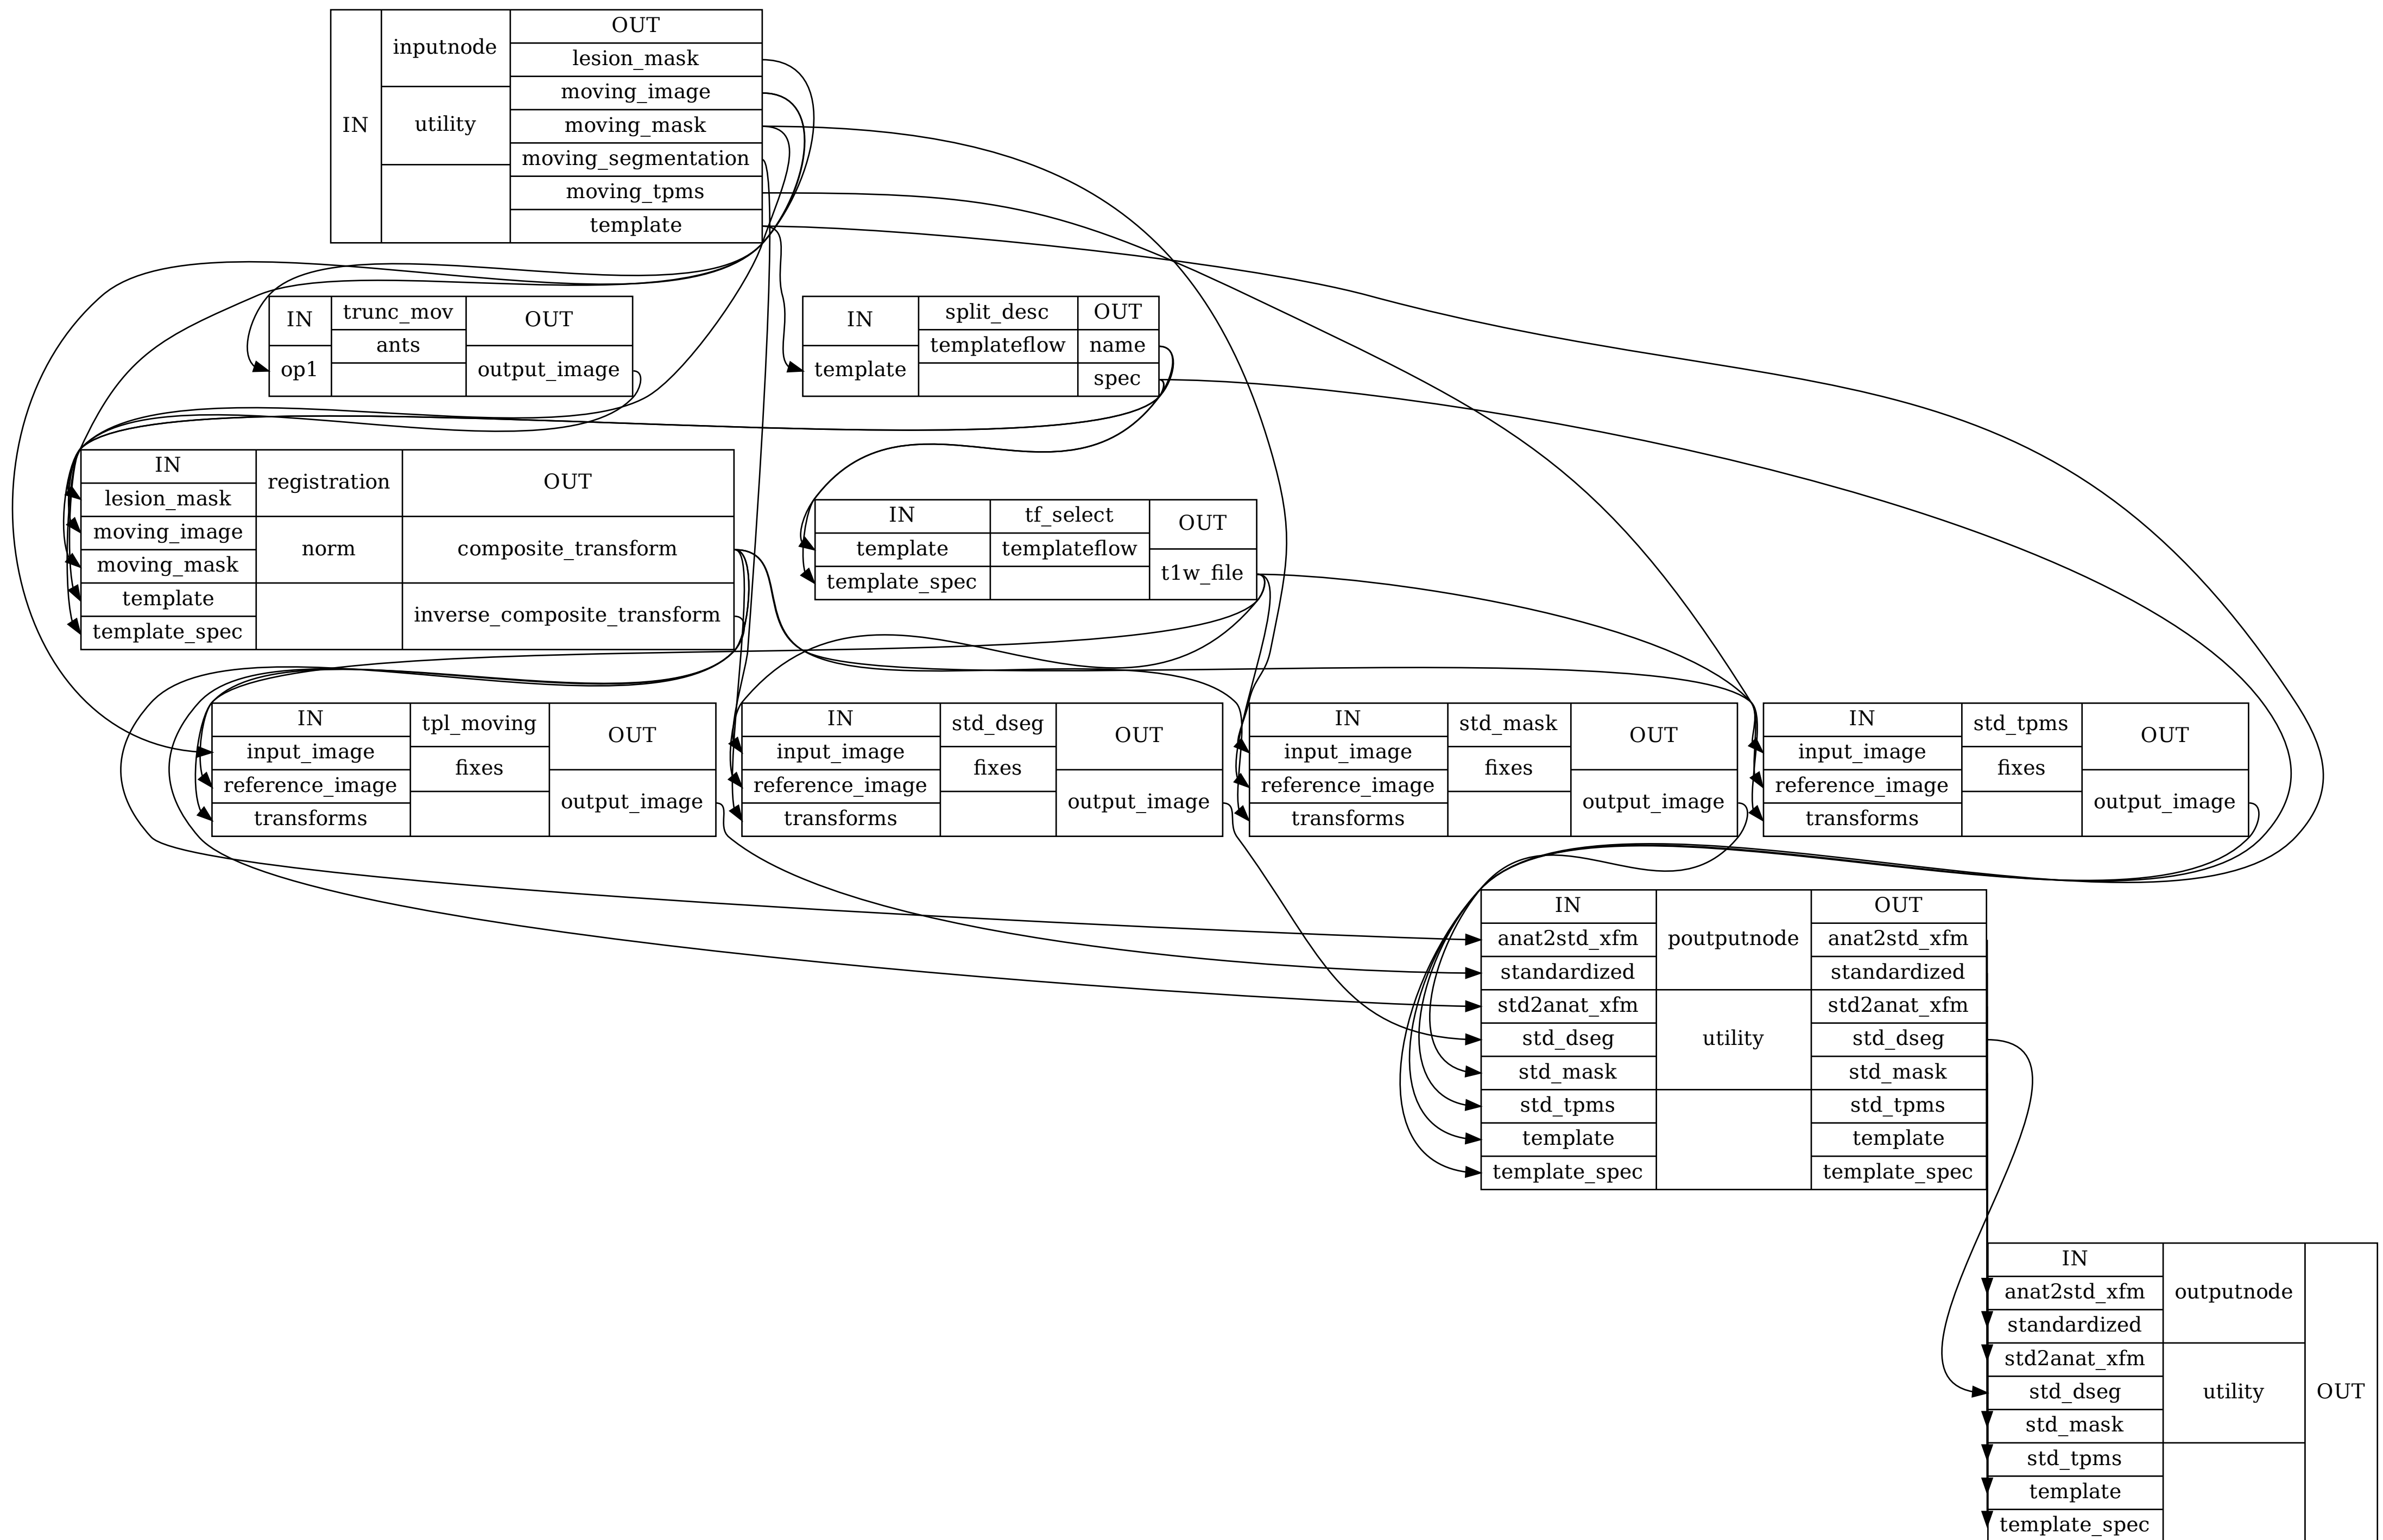 IN
inputnode
utility
OUT
lesion_mask
moving_image
moving_mask
moving_segmentation
moving_tpms
template
IN
op1
trunc_mov
ants
OUT
output_image
IN
template
split_desc
templateflow
OUT
name
spec
IN
lesion_mask
moving_image
moving_mask
template
template_spec
registration
norm
OUT
composite_transform
inverse_composite_transform
IN
template
template_spec
tf_select
templateflow
OUT
t1w_file
IN
input_image
reference_image
transforms
tpl_moving
fixes
OUT
output_image
IN
input_image
reference_image
transforms
std_dseg
fixes
OUT
output_image
IN
input_image
reference_image
transforms
std_mask
fixes
OUT
output_image
IN
input_image
reference_image
transforms
std_tpms
fixes
OUT
output_image
IN
anat2std_xfm
standardized
std2anat_xfm
std_dseg
std_mask
std_tpms
template
template_spec
poutputnode
utility
OUT
anat2std_xfm
standardized
std2anat_xfm
std_dseg
std_mask
std_tpms
template
template_spec
IN
anat2std_xfm
standardized
std2anat_xfm
std_dseg
std_mask
std_tpms
template
template_spec
outputnode
utility
OUT